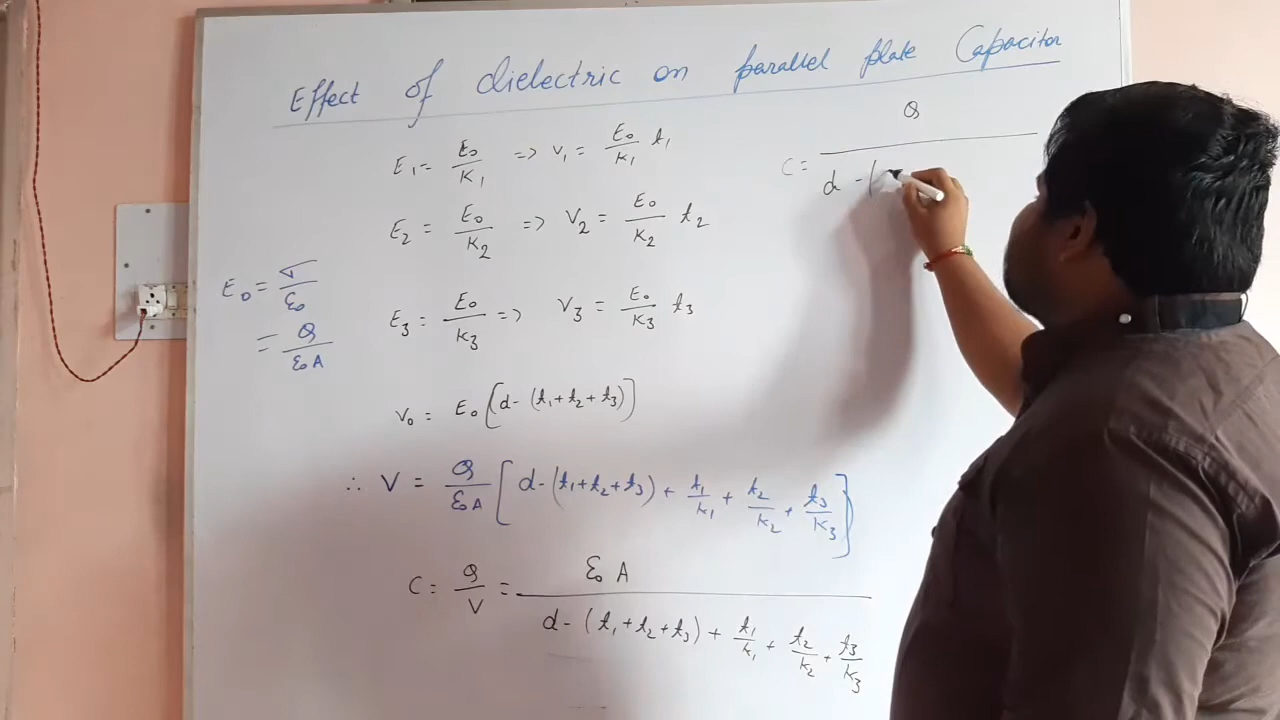 Effect of dielectric on parallel plate Capacitor
E₁ = E₀/K₁ => V₁ = E₀/K₁ t₁
E₂ = E₀/K₂ => V₂ = E₀/K₂ t₂
E₀ = σ/ε₀
= Q/ε₀A
E₃ = E₀/K₃ => V₃ = E₀/K₃ t₃
V₀ = E₀ [d - (t₁ + t₂ + t₃)]
∴ V = Q/ε₀A [d - (t₁ + t₂ + t₃) + t₁/K₁ + t₂/K₂ + t₃/K₃]
C = Q/V = ε₀ A / d - (t₁ + t₂ + t₃) + t₁/K₁ + t₂/K₂ + t₃/K₃
C = Q / d - (